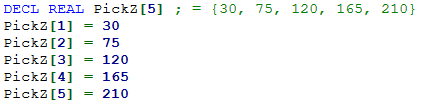 DECL REAL PickZ[5] ; = {30, 75, 120, 165, 210}
PickZ[1] = 30
PickZ[2] = 75
PickZ[3] = 120
PickZ[4] = 165
PickZ[5] = 210